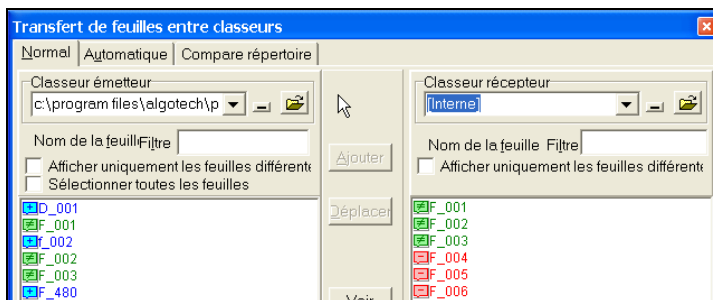 Transfert de feuilles entre classeurs
Normal Automatique Compare répertoire
Classeur émetteur
c:\program files\algotech\p
Nom de la feuill Filtre
Afficher uniquement les feuilles différente
Sélectionner toutes les feuilles
D_001
F_001
f_002
F_002
F_003
F_480
Ajouter
Déplacer
Voir
Classeur récepteur
[Interne]
Nom de la feuille Filtre
Afficher uniquement les feuilles différente
F_001
F_002
F_003
F_004
F_005
F_006